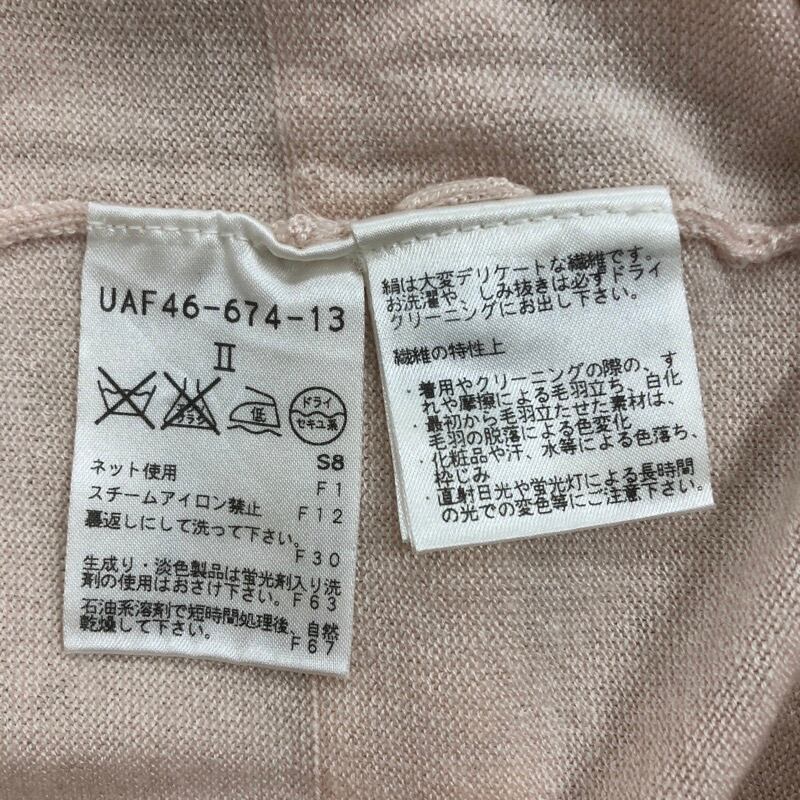 UAF46-674-13
II
エンソ
サラシ
低
ドライ
セキユ系
S8
ネット使用 F1
スチームアイロン禁止 F12
裏返しにして洗って下さい。 F30
生成り・淡色製品は蛍光剤入り洗
剤の使用はおさけ下さい。 F63
石油系溶剤で短時間処理後、自然
乾燥して下さい。 F67
絹は大変デリケートな繊維です。
お洗濯や、しみ抜きは必ずドライ
クリーニングにお出し下さい。
繊維の特性上
・着用やクリーニングの際の、す
れや摩擦による毛羽立ち、白化
・最初から毛羽立たせた素材は、
毛羽の脱落による色変化
・化粧品や汗、水等による色落ち、
輪じみ
・直射日光や蛍光灯による長時間
の光での変色等にご注意下さい。